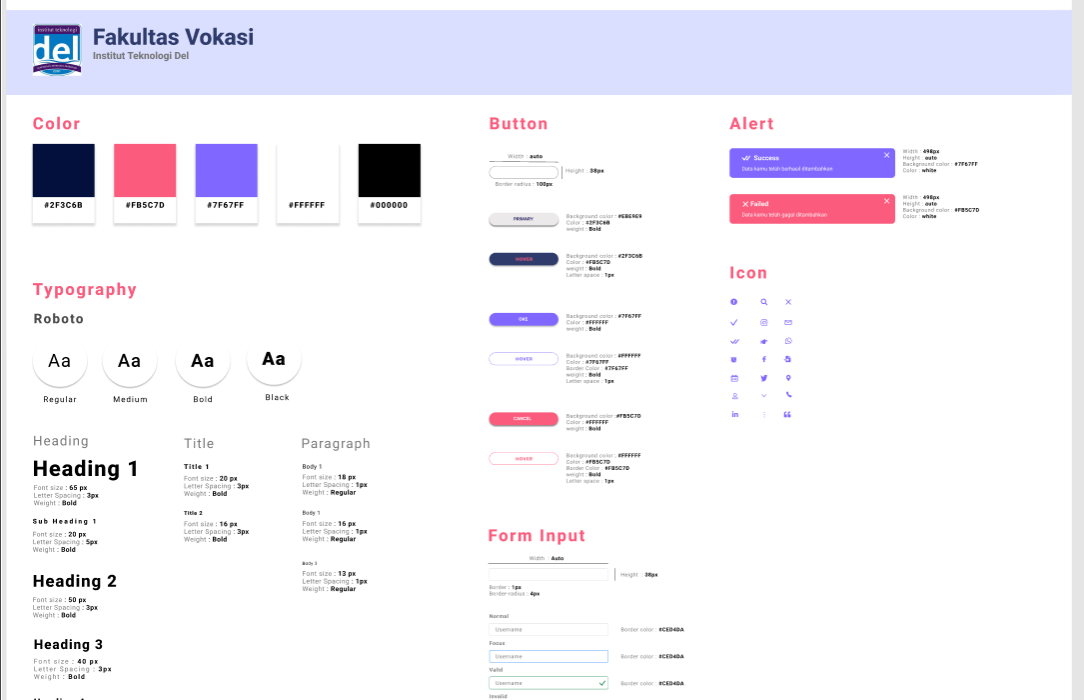 institut teknologi
del
Fakultas Vokasi
Institut Teknologi Del
Color
#2F3C6B
#FB5C7D
#7F67FF
#FFFFFF
#000000
Typography
Roboto
Aa
Aa
Aa
Aa
Regular
Medium
Bold
Black
Heading
Heading 1
Font size : 65 px
Letter Spacing : 3px
Weight : Bold
Sub Heading 1
Font size : 20 px
Letter Spacing : 5px
Weight : Bold
Heading 2
Font size : 50 px
Letter Spacing : 3px
Weight : Bold
Heading 3
Font size : 40 px
Letter Spacing : 3px
Weight : Bold
Title
Title 1
Font size : 20 px
Letter Spacing : 3px
Weight : Bold
Title 2
Font size : 16 px
Letter Spacing : 3px
Weight : Bold
Paragraph
Body 1
Font size : 18 px
Letter Spacing : 1px
Weight : Regular
Body 1
Font size : 16 px
Letter Spacing : 1px
Weight : Regular
Body 3
Font size : 13 px
Letter Spacing : 1px
Weight : Regular
Button
Width : auto
Height : 38px
Border radius : 100px
PRIMARY
Background color : #E8E9E9
Color : #2F3C6B
weight : Bold
HOVER
Background color : #2F3C6B
Color : #FB5C7D
weight : Bold
Letter space : 1px
OKE
Background color : #7F67FF
Color : #FFFFFF
weight : Bold
HOVER
Background color : #FFFFFF
Color : #7F67FF
Border Color : #7F67FF
weight : Bold
Letter space : 1px
CANCEL
Background color : #FB5C7D
Color : #FFFFFF
weight : Bold
HOVER
Background color : #FFFFFF
Color : #FB5C7D
Border Color : #FB5C7D
weight : Bold
Letter space : 1px
Form Input
Width : Auto
Height : 38px
Border : 1px
Border radius : 4px
Normal
Username
Border color : #CED4DA
Focus
Username
Border color : #CED4DA
Valid
Username
Border color : #CED4DA
Invalid
Alert
Success
Data kamu telah berhasil ditambahkan
Width : 498px
Height : auto
Background color : #7F67FF
Color : white
Failed
Data kamu telah gagal ditambahkan
Width : 498px
Height : auto
Background color : #FB5C7D
Color : white
Icon